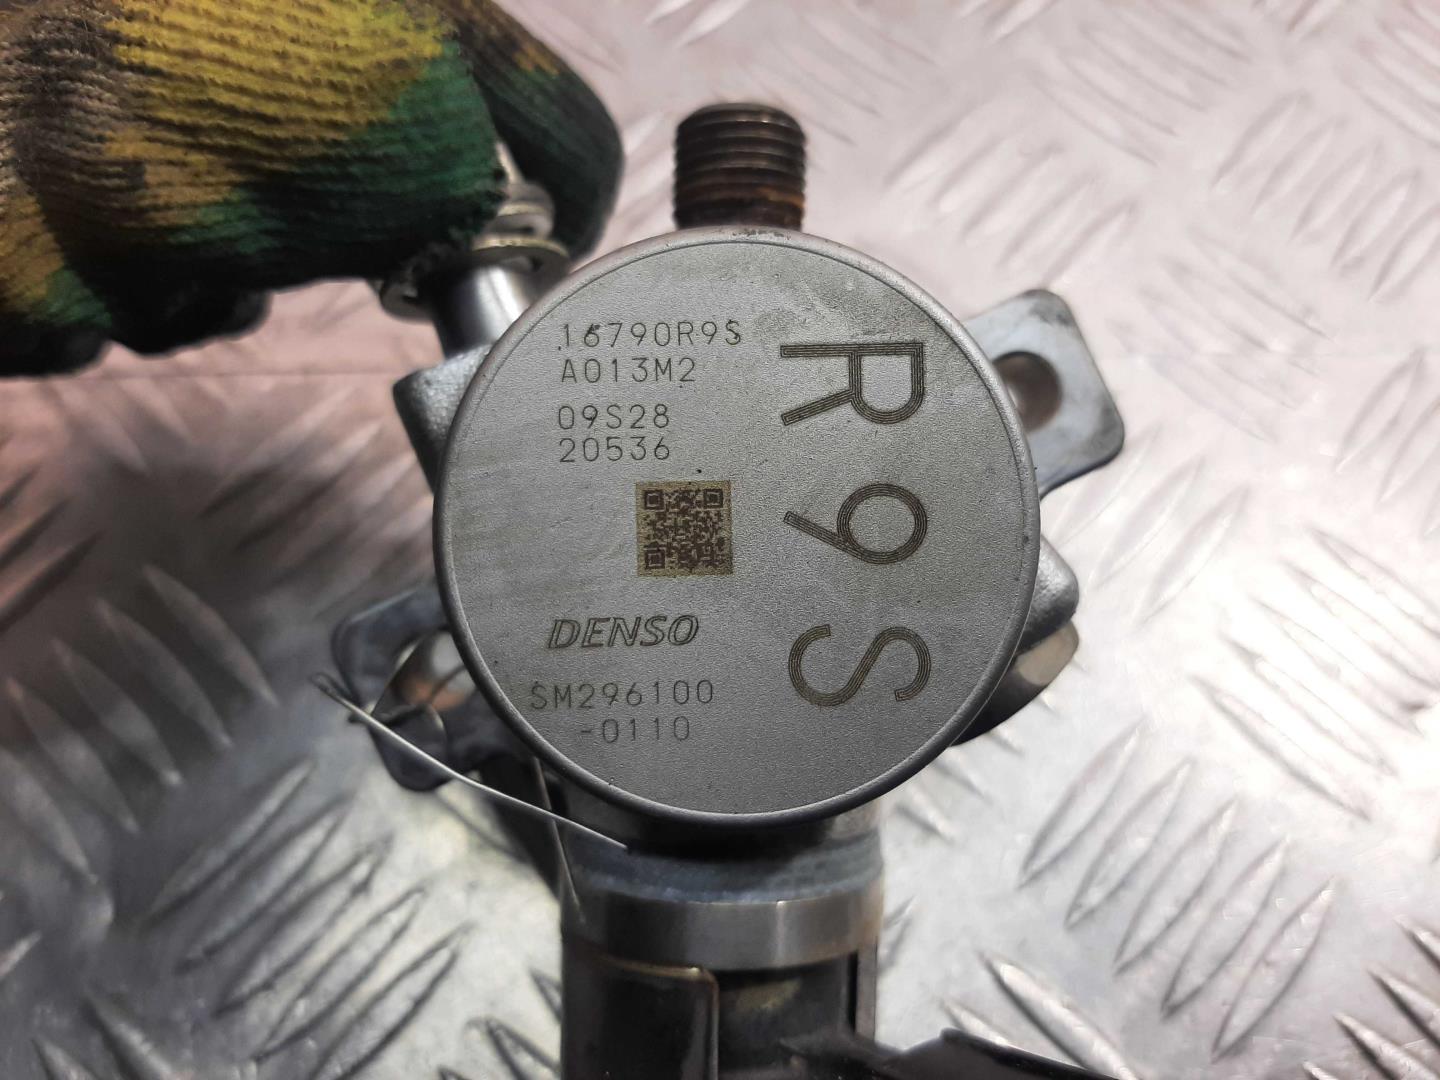 16790R9S
A013M2
09S28
20536
DENSO
SM296100
-0110
R9S